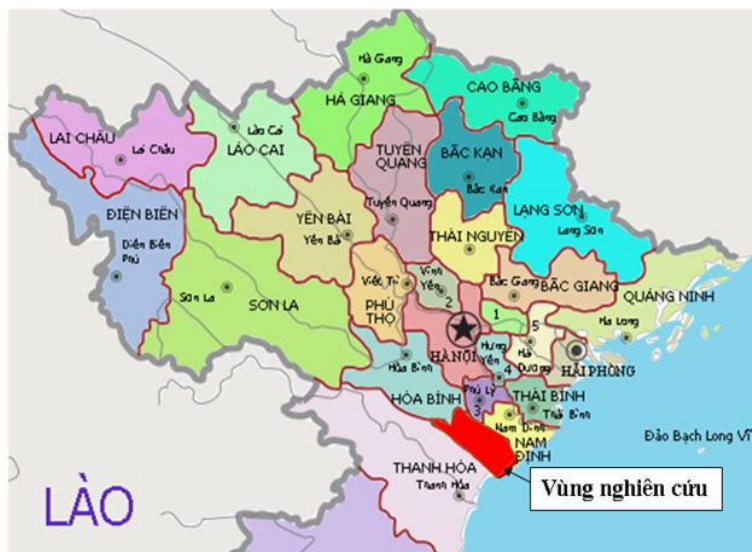 Hà Giang
HÀ GIANG
CAO BẰNG
Cao Bằng
LAI CHÂU
Lai Châu
Lào Cai
LÀO CAI
TUYÊN
QUANG
Tuyên Quang
BẮC KẠN
Bắc Kạn
LẠNG SƠN
Lạng Sơn
ĐIỆN BIÊN
Điên Biên
Phủ
YÊN BÁI
Yên Bái
THÁI NGUYÊN
Sơn La
SƠN LA
Việt Trì
PHÚ
THỌ
Vĩnh
Yên
2
Bắc Giang
BẮC GIANG
QUẢNG NINH
Hạ Long
1
5
HÀ NỘI
Hưng
Yên
4
Hải
Dương
HẢI PHÒNG
Hòa Bình
HÒA BÌNH
Phủ Lý
3
THÁI BÌNH
Thái Bình
Nam Định
NAM
ĐỊNH
Đảo Bạch Long Vĩ
THANH HÓA
Thanh Hóa
Vùng nghiên cứu
LÀO